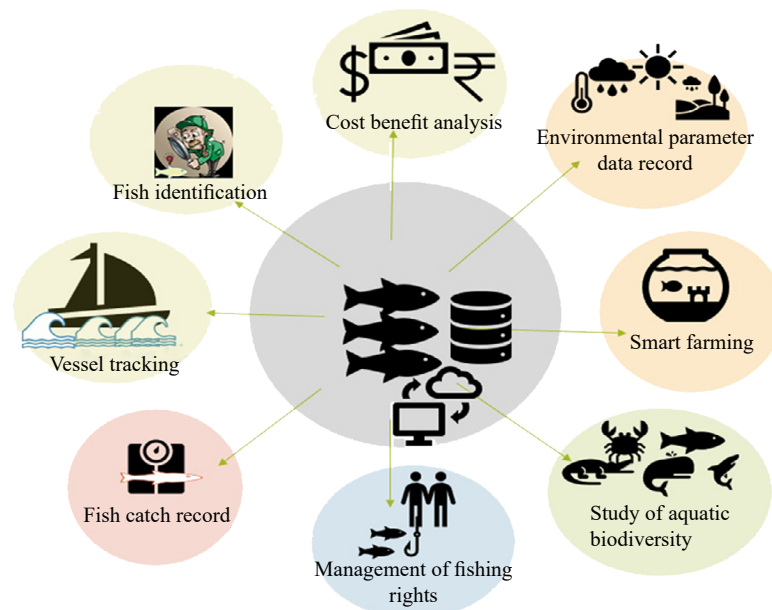 Cost benefit analysis
Environmental parameter
data record
Fish identification
Smart farming
Vessel tracking
Fish catch record
Study of aquatic
biodiversity
Management of fishing
rights